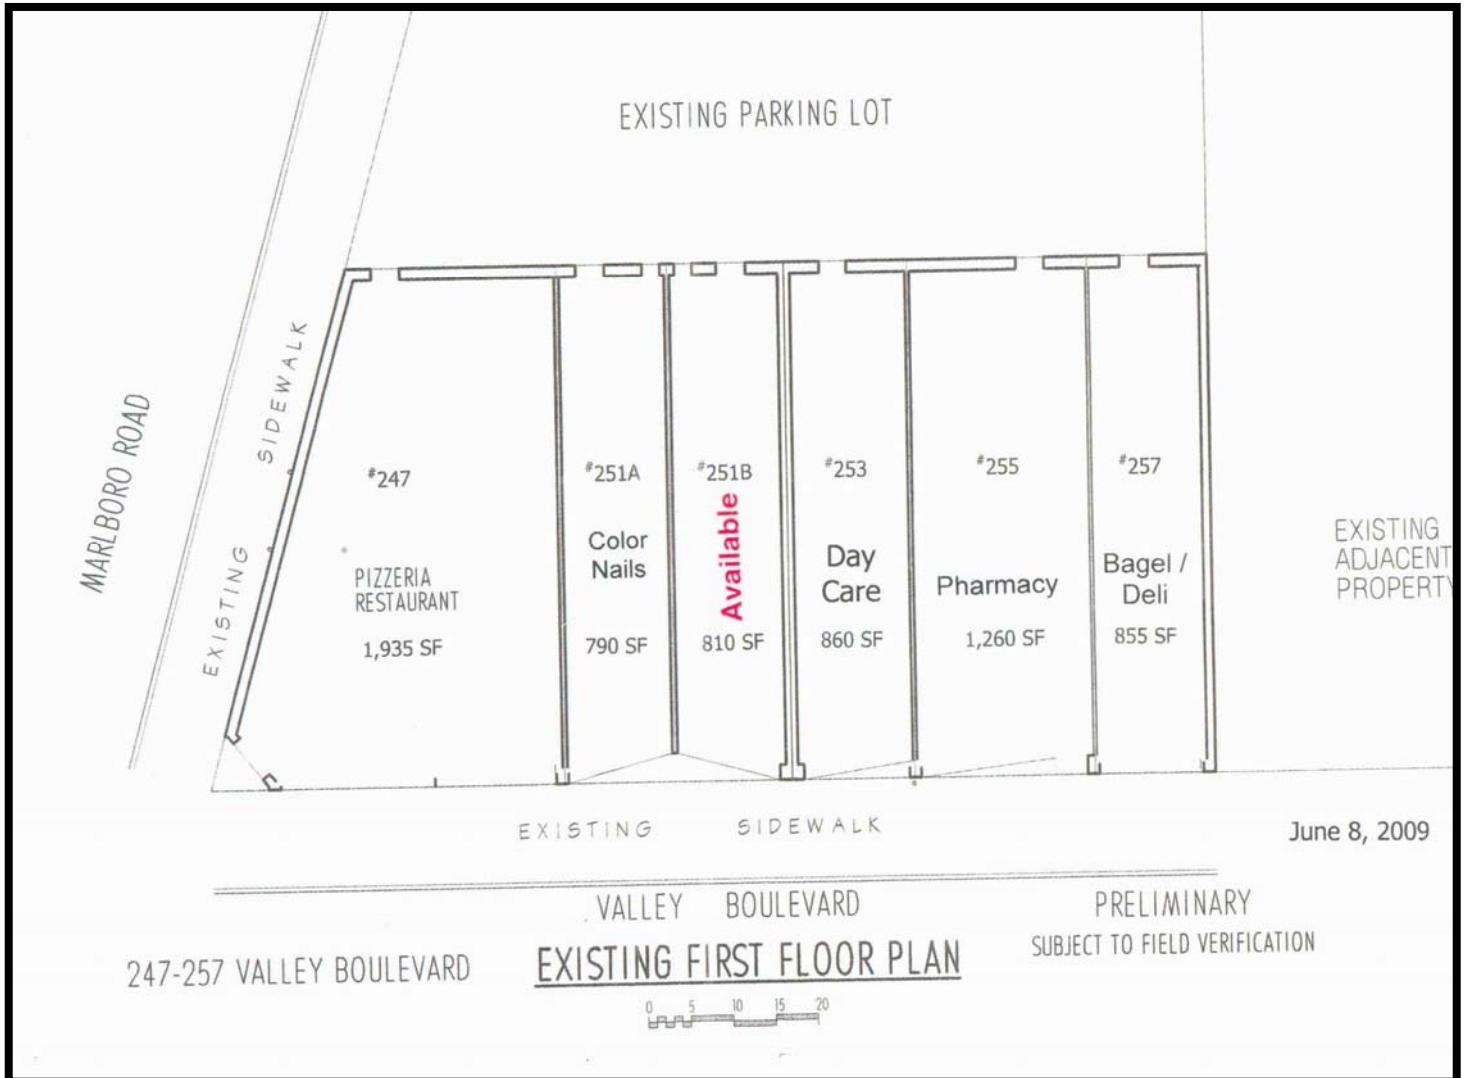 EXISTING PARKING LOT
MARLBORO ROAD
EXISTING SIDEWALK
#247
PIZZERIA
RESTAURANT
1,935 SF
#251A
Color
Nails
790 SF
#251B
Available
810 SF
#253
Day
Care
860 SF
#255
Pharmacy
1,260 SF
#257
Bagel /
Deli
855 SF
EXISTING
ADJACENT
PROPERTY
EXISTING SIDEWALK
June 8, 2009
VALLEY BOULEVARD
PRELIMINARY
SUBJECT TO FIELD VERIFICATION
247-257 VALLEY BOULEVARD
EXISTING FIRST FLOOR PLAN
0 5 10 15 20